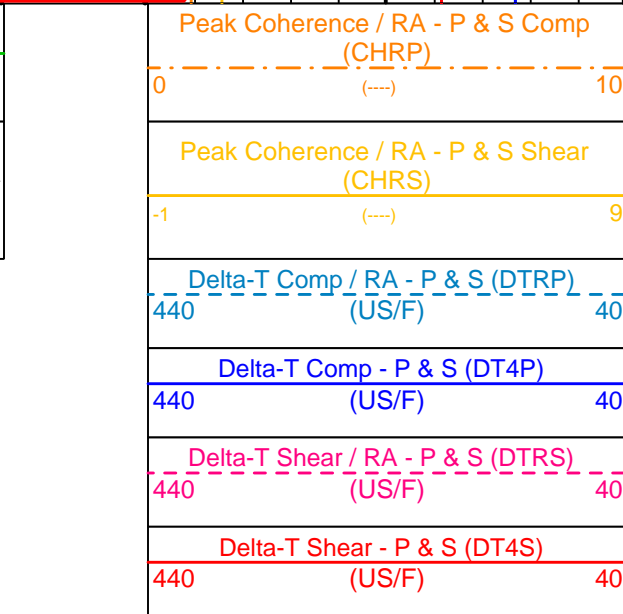 Peak Coherence / RA - P & S Comp
(CHRP)
0 (----) 10
Peak Coherence / RA - P & S Shear
(CHRS)
-1 (----) 9
Delta-T Comp / RA - P & S (DTRP)
440 (US/F) 40
Delta-T Comp - P & S (DT4P)
440 (US/F) 40
Delta-T Shear / RA - P & S (DTRS)
440 (US/F) 40
Delta-T Shear - P & S (DT4S)
440 (US/F) 40